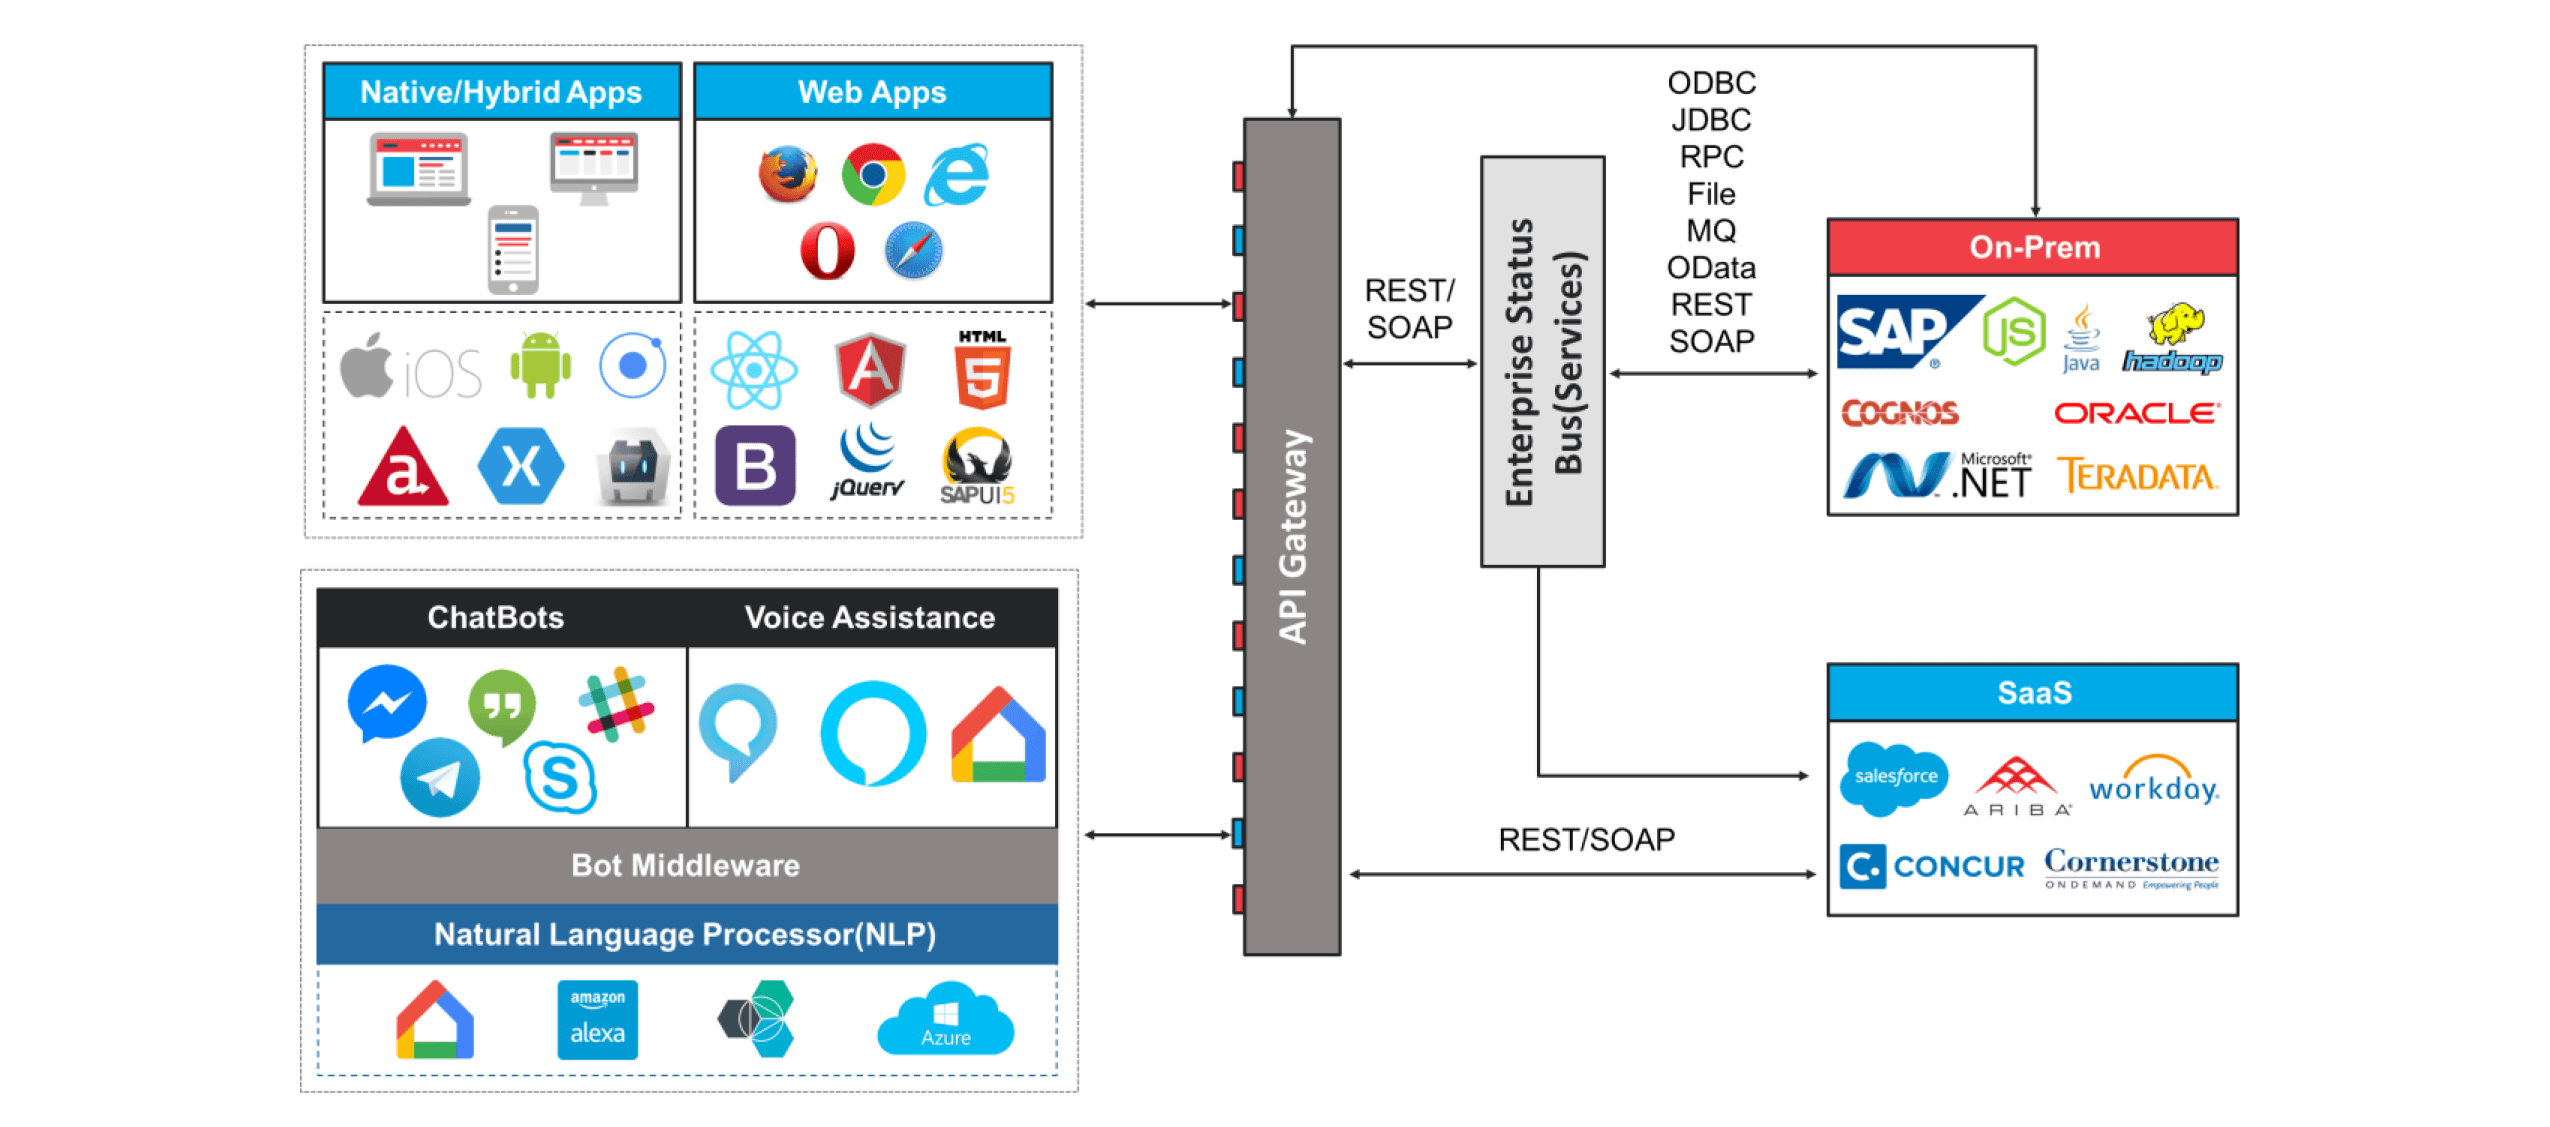 Native/Hybrid Apps
Web Apps
iOS
HTML
5
a
X
B
jQuery
SAPUI5
ChatBots
Voice Assistance
S
Bot Middleware
Natural Language Processor(NLP)
amazon
alexa
Azure
API Gateway
REST/
SOAP
Enterprise Status
Bus(Services)
ODBC
JDBC
RPC
File
MQ
OData
REST
SOAP
On-Prem
SAP®
JS
Java
hadoop
COGNOS
ORACLE®
Microsoft®
.NET
TERADATA.
REST/SOAP
SaaS
salesforce
ARIBA®
workday.
C.
CONCUR
Cornerstone
ONDEMAND Empowering People